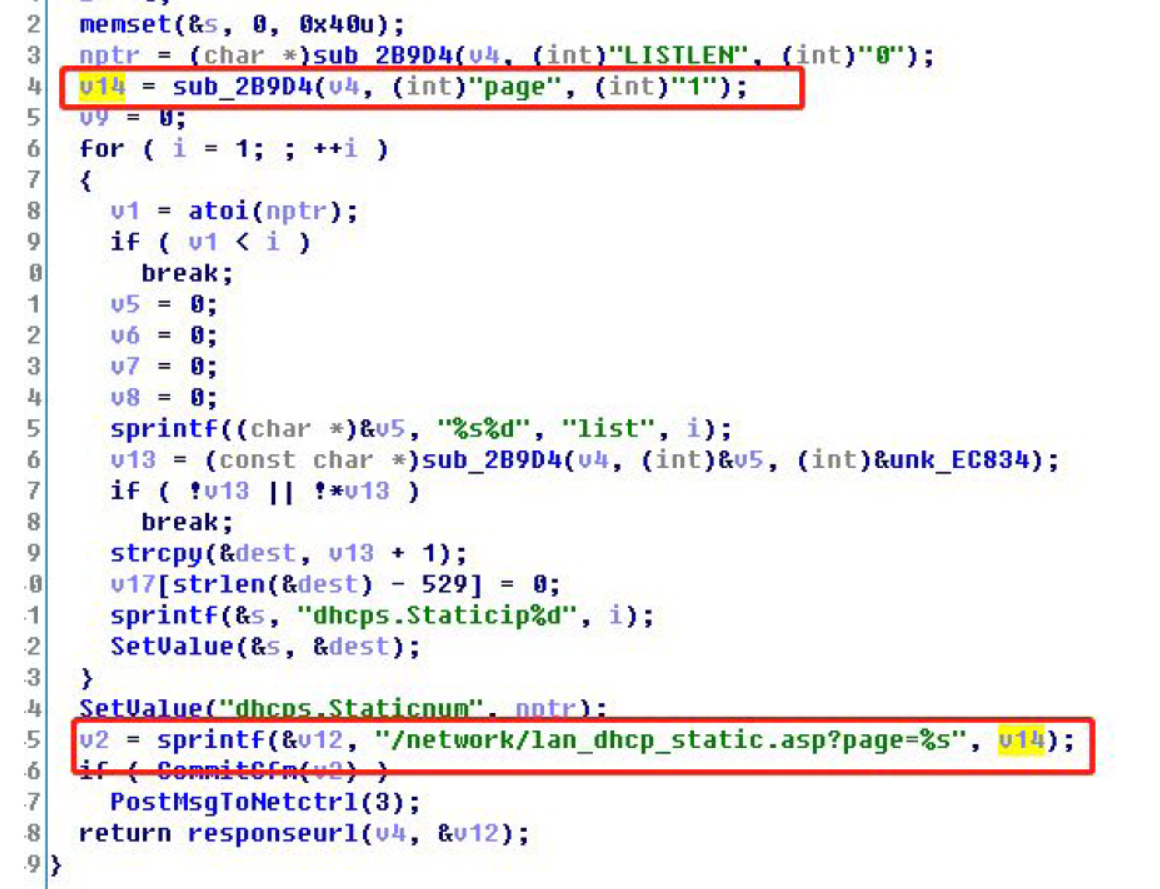 2 memset(&s, 0, 0x40u);
3 nptr = (char *)sub_2B9D4(v4, (int)"LISTLEN", (int)"0");
4 v14 = sub_2B9D4(v4, (int)"page", (int)"1");
5 v9 = 0;
6 for ( i = 1; ; ++i )
7 {
8 v1 = atoi(nptr);
9 if ( v1 < i )
0 break;
1 v5 = 0;
2 v6 = 0;
3 v7 = 0;
4 v8 = 0;
5 sprintf((char *)&v5, "%s%d", "list", i);
6 v13 = (const char *)sub_2B9D4(v4, (int)&v5, (int)&unk_EC834);
7 if ( !v13 || !*v13 )
8 break;
9 strcpy(&dest, v13 + 1);
0 v17[strlen(&dest) - 529] = 0;
1 sprintf(&s, "dhcps.Staticip%d", i);
2 SetValue(&s, &dest);
3 }
4 SetValue("dhcps.Staticnum", nptr);
5 v2 = sprintf(&v12, "/network/lan_dhcp_static.asp?page=%s", v14);
6 if ( CommitCfm(v2) )
7 PostMsgToNetctrl(3);
8 return responseurl(v4, &v12);
9 }